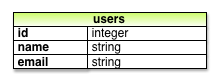 users
id integer
name string
email string